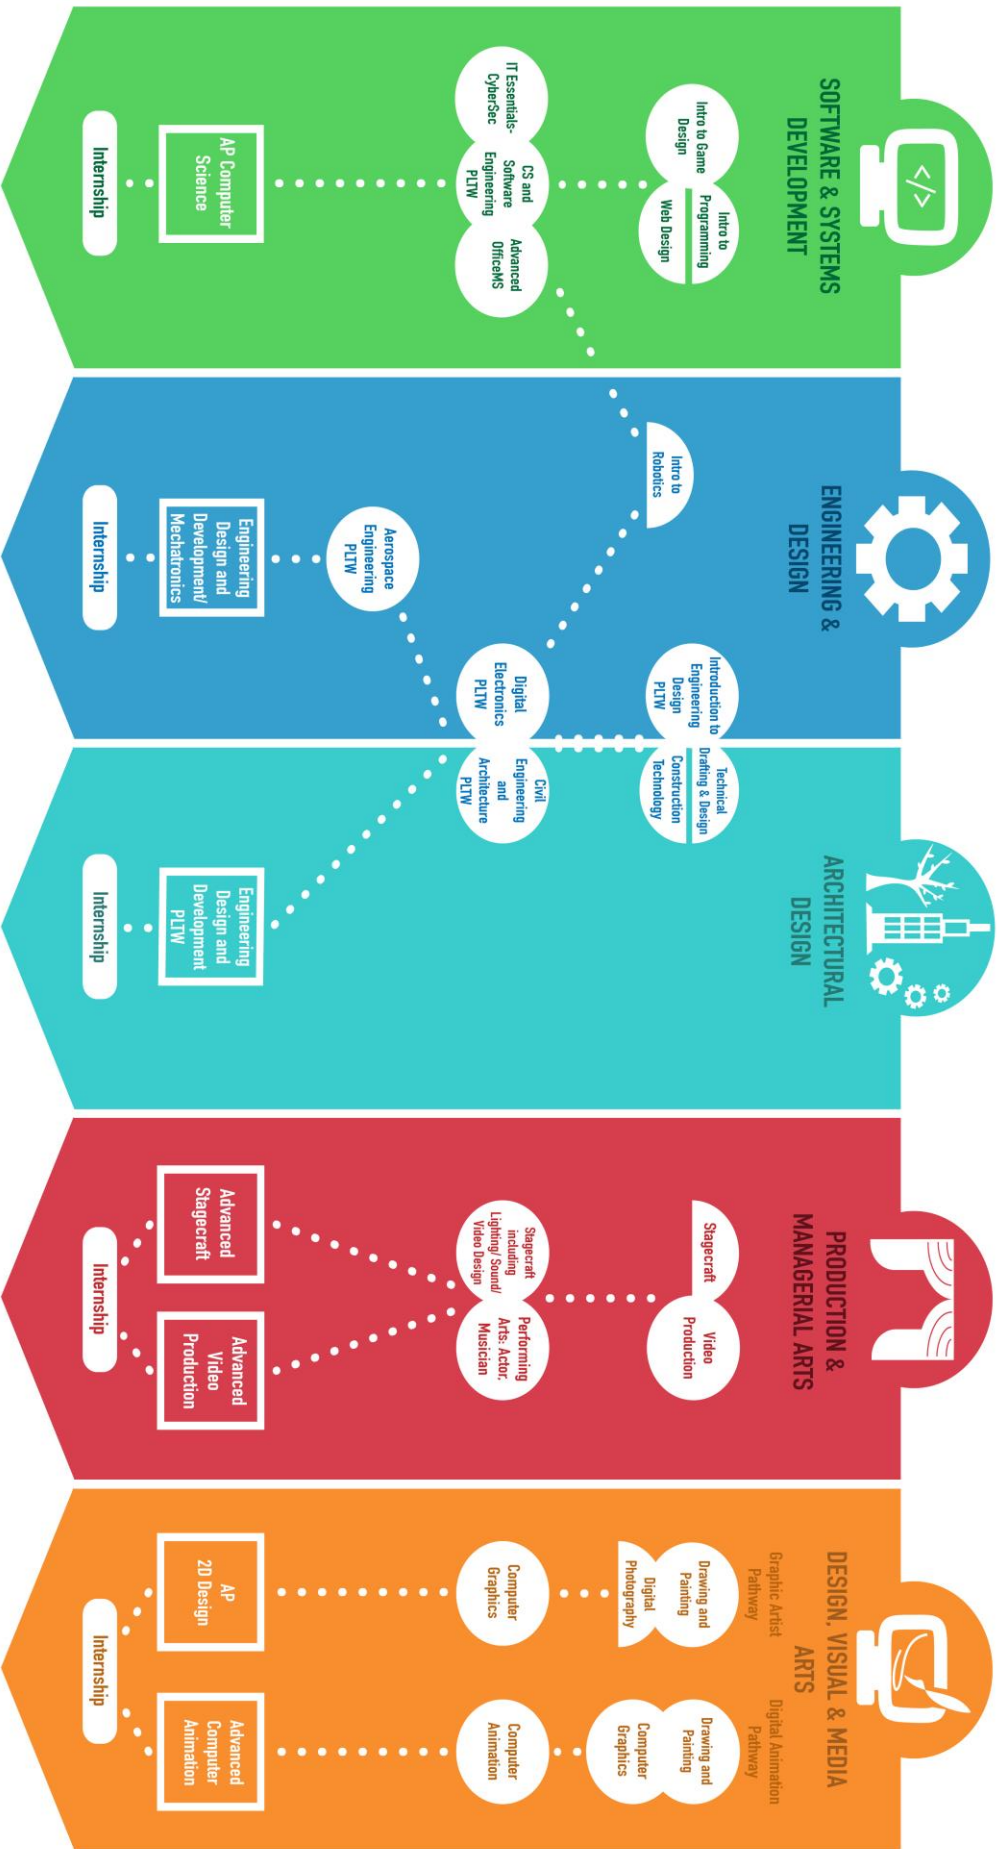 </>
SOFTWARE & SYSTEMS
DEVELOPMENT
Intro to Game
Design
Intro to
Programming
Web Design
IT Essentials-
CyberSec
CS and
Software
Engineering
PLTW
Advanced
OfficeMS
AP Computer
Science
Internship
ENGINEERING &
DESIGN
Intro to
Robotics
Introduction to
Engineering
Design
PLTW
Digital
Electronics
PLTW
Aerospace
Engineering
PLTW
Engineering
Design and
Development/
Mechatronics
Internship
ARCHITECTURAL
DESIGN
Technical
Drafting & Design
Construction
Technology
Civil
Engineering
and
Architecture
PLTW
Engineering
Design and
Development
PLTW
Internship
PRODUCTION &
MANAGERIAL ARTS
Stagecraft
Video
Production
Stagecraft
including
Lighting/ Sound/
Video Design
Performing
Arts: Actor,
Musician
Advanced
Stagecraft
Advanced
Video
Production
Internship
DESIGN, VISUAL & MEDIA
ARTS
Graphic Artist
Pathway
Drawing and
Painting
Digital
Photography
Computer
Graphics
AP
2D Design
Digital Animation
Pathway
Drawing and
Painting
Computer
Graphics
Computer
Animation
Advanced
Computer
Animation
Internship